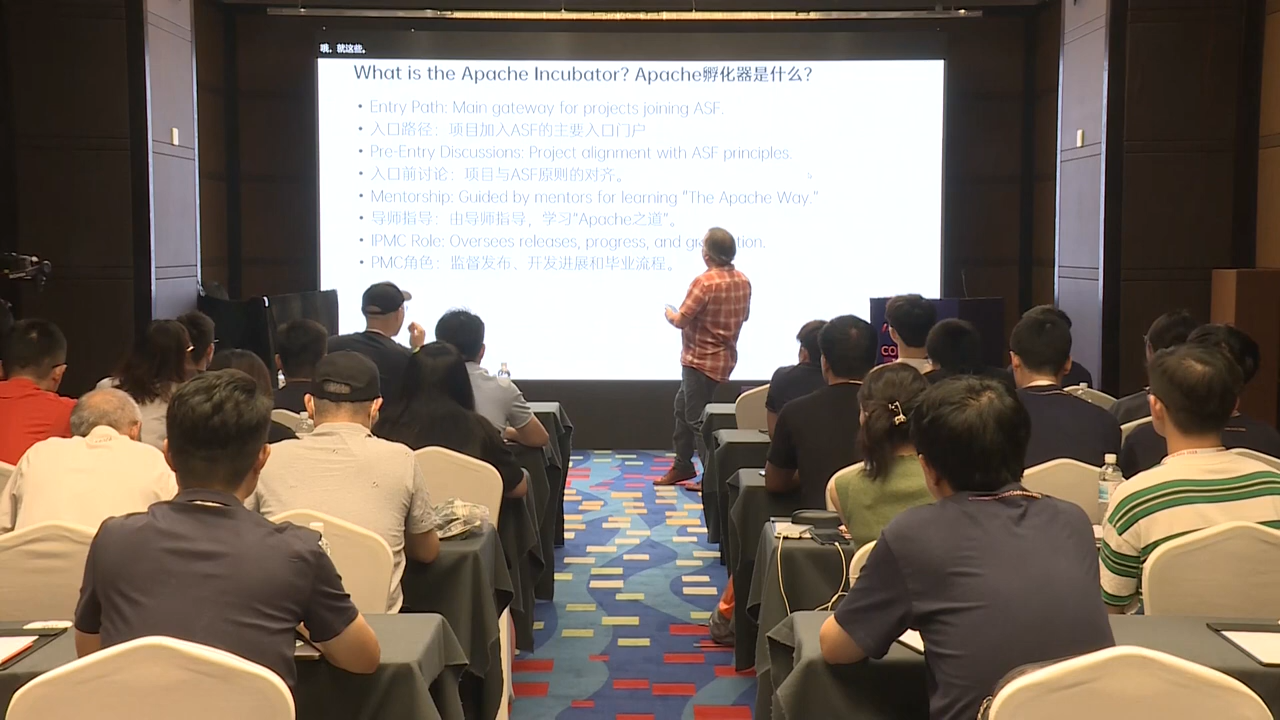 哦，就这些。
What is the Apache Incubator? Apache孵化器是什么?
• Entry Path: Main gateway for projects joining ASF.
• 入口路径：项目加入ASF的主要入口门户
• Pre-Entry Discussions: Project alignment with ASF principles.
• 入口前讨论：项目与ASF原则的对齐。
• Mentorship: Guided by mentors for learning "The Apache Way."
• 导师指导：由导师指导，学习"Apache之道"。
• IPMC Role: Oversees releases, progress, and
• PMC角色：监督发布、开发进展和毕业流程。
CO